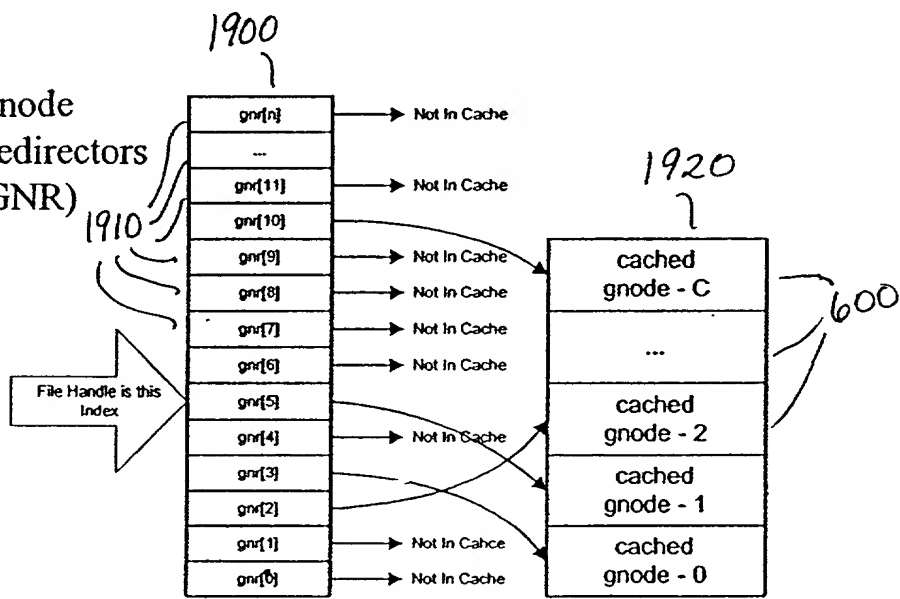 1900
node
edirectors
GNR)
1910
gnr[n]
Not In Cache
...
gnr[11]
Not In Cache
gnr[10]
gnr[9]
Not In Cache
gnr[8]
Not In Cache
gnr[7]
Not In Cache
gnr[6]
Not In Cache
File Handle is this
Index
gnr[5]
gnr[4]
Not In Cache
gnr[3]
gnr[2]
gnr[1]
Not In Cahce
gnr[0]
Not In Cache
1920
cached
gnode - C
...
cached
gnode - 2
cached
gnode - 1
cached
gnode - 0
600